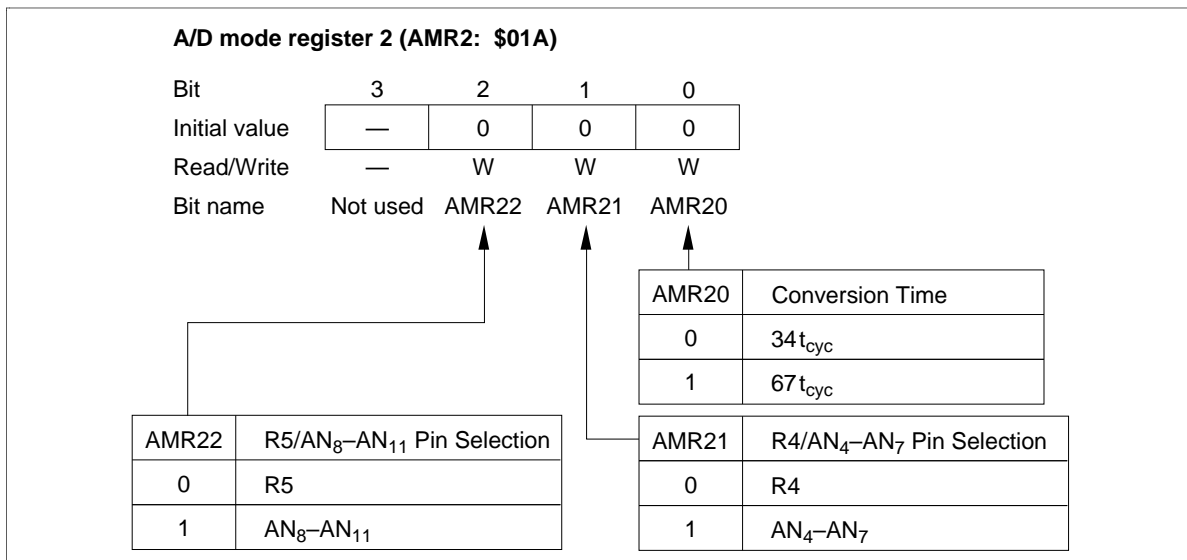 A/D mode register 2 (AMR2: $01A)
Bit 3 2 1 0
Initial value — 0 0 0
Read/Write — W W W
Bit name Not used AMR22 AMR21 AMR20
AMR20 Conversion Time
0 34tcyc
1 67tcyc
AMR22 R5/AN8–AN11 Pin Selection
0 R5
1 AN8–AN11
AMR21 R4/AN4–AN7 Pin Selection
0 R4
1 AN4–AN7